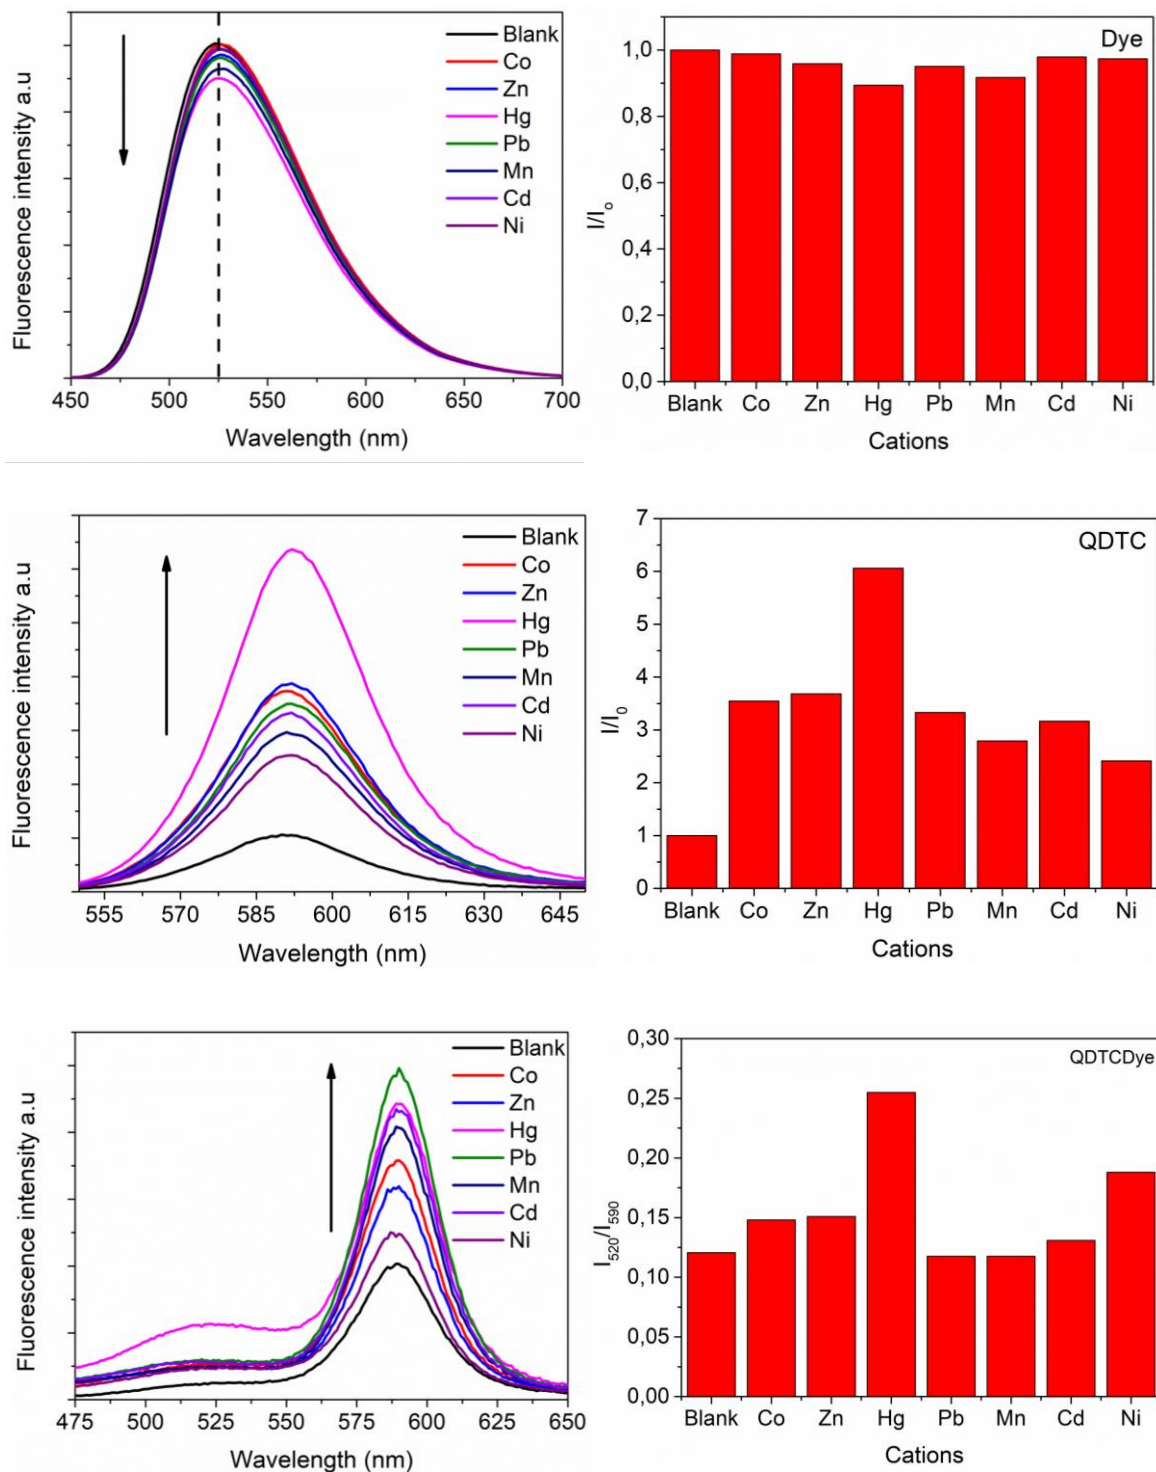 Fluorescence intensity a.u
Blank
Co
Zn
Hg
Pb
Mn
Cd
Ni
450 500 550 600 650 700
Wavelength (nm)
Dye
I/Io
1,0
0,8
0,6
0,4
0,2
0,0
Blank Co Zn Hg Pb Mn Cd Ni
Cations
Fluorescence intensity a.u
Blank
Co
Zn
Hg
Pb
Mn
Cd
Ni
555 570 585 600 615 630 645
Wavelength (nm)
QDTC
I/I0
7
6
5
4
3
2
1
0
Blank Co Zn Hg Pb Mn Cd Ni
Cations
Fluorescence intensity a.u
Blank
Co
Zn
Hg
Pb
Mn
Cd
Ni
475 500 525 550 575 600 625 650
Wavelength (nm)
QDTCDye
I520/I590
0,30
0,25
0,20
0,15
0,10
0,05
0,00
Blank Co Zn Hg Pb Mn Cd Ni
Cations